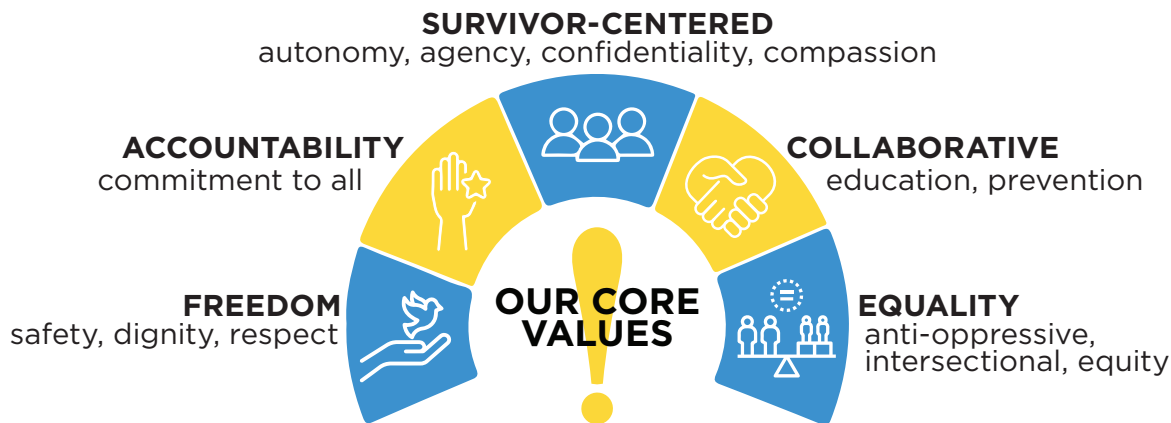 SURVIVOR-CENTERED
autonomy, agency, confidentiality, compassion
ACCOUNTABILITY
commitment to all
COLLABORATIVE
education, prevention
FREEDOM
safety, dignity, respect
OUR CORE
VALUES
=
EQUALITY
anti-oppressive,
intersectional, equity